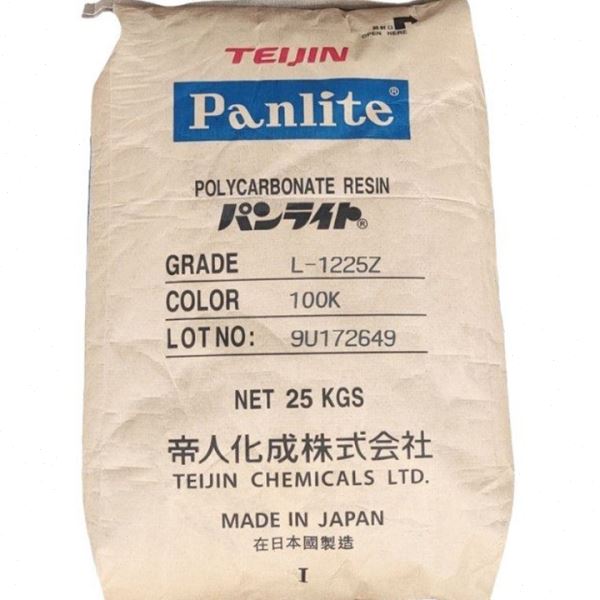 OPEN HERE
TEIJIN
Panlite®
POLYCARBONATE RESIN
パンライト®
GRADE L-1225Z
COLOR 100K
LOT NO: 9U172649
NET 25 KGS
帝人化成株式会社
TEIJIN CHEMICALS LTD.
MADE IN JAPAN
在日本國製造
I